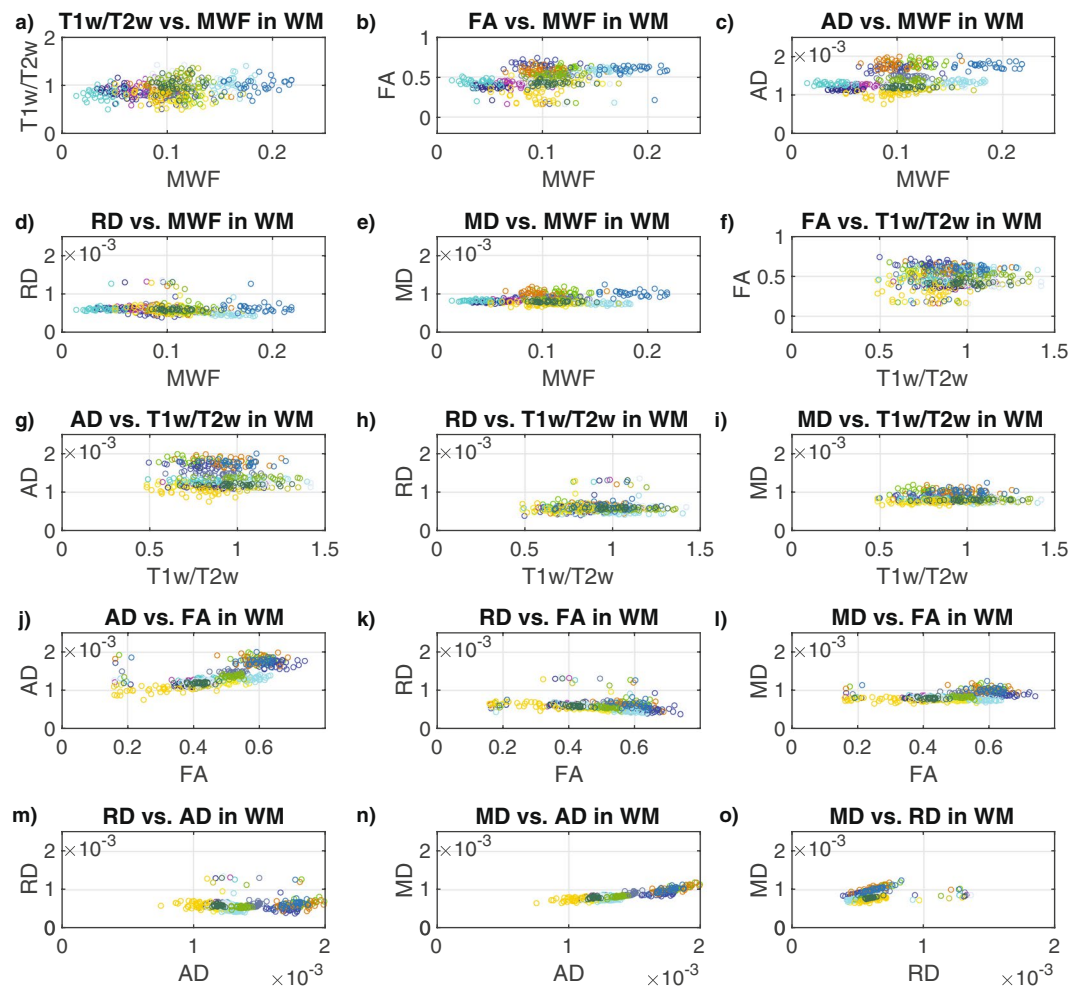 a) T1w/T2w vs. MWF in WM
T1w/T2w
2
1
0
0 0.1 0.2
MWF
b) FA vs. MWF in WM
FA
1
0.5
0
0 0.1 0.2
MWF
c) AD vs. MWF in WM
×10-3
AD
2
1
0
0 0.1 0.2
MWF
d) RD vs. MWF in WM
×10-3
RD
2
1
0
0 0.1 0.2
MWF
e) MD vs. MWF in WM
×10-3
MD
2
1
0
0 0.1 0.2
MWF
f) FA vs. T1w/T2w in WM
FA
1
0.5
0
0 0.5 1 1.5
T1w/T2w
g) AD vs. T1w/T2w in WM
×10-3
AD
2
1
0
0 0.5 1 1.5
T1w/T2w
h) RD vs. T1w/T2w in WM
×10-3
RD
2
1
0
0 0.5 1 1.5
T1w/T2w
i) MD vs. T1w/T2w in WM
×10-3
MD
2
1
0
0 0.5 1 1.5
T1w/T2w
j) AD vs. FA in WM
×10-3
AD
2
1
0
0 0.2 0.4 0.6
FA
k) RD vs. FA in WM
×10-3
RD
2
1
0
0 0.2 0.4 0.6
FA
l) MD vs. FA in WM
×10-3
MD
2
1
0
0 0.2 0.4 0.6
FA
m) RD vs. AD in WM
×10-3
RD
2
1
0
0 1 2
AD ×10-3
n) MD vs. AD in WM
×10-3
MD
2
1
0
0 1 2
AD ×10-3
o) MD vs. RD in WM
×10-3
MD
2
1
0
0 1 2
RD ×10-3